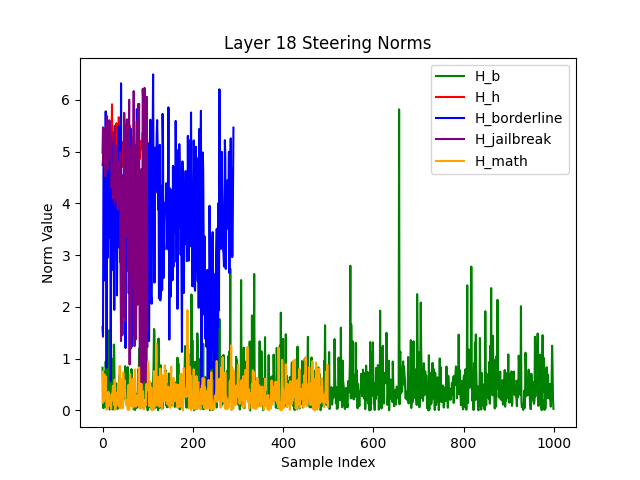 Layer 18 Steering Norms
H_b
H_h
H_borderline
H_jailbreak
H_math
Norm Value
6
5
4
3
2
1
0
0 200 400 600 800 1000
Sample Index